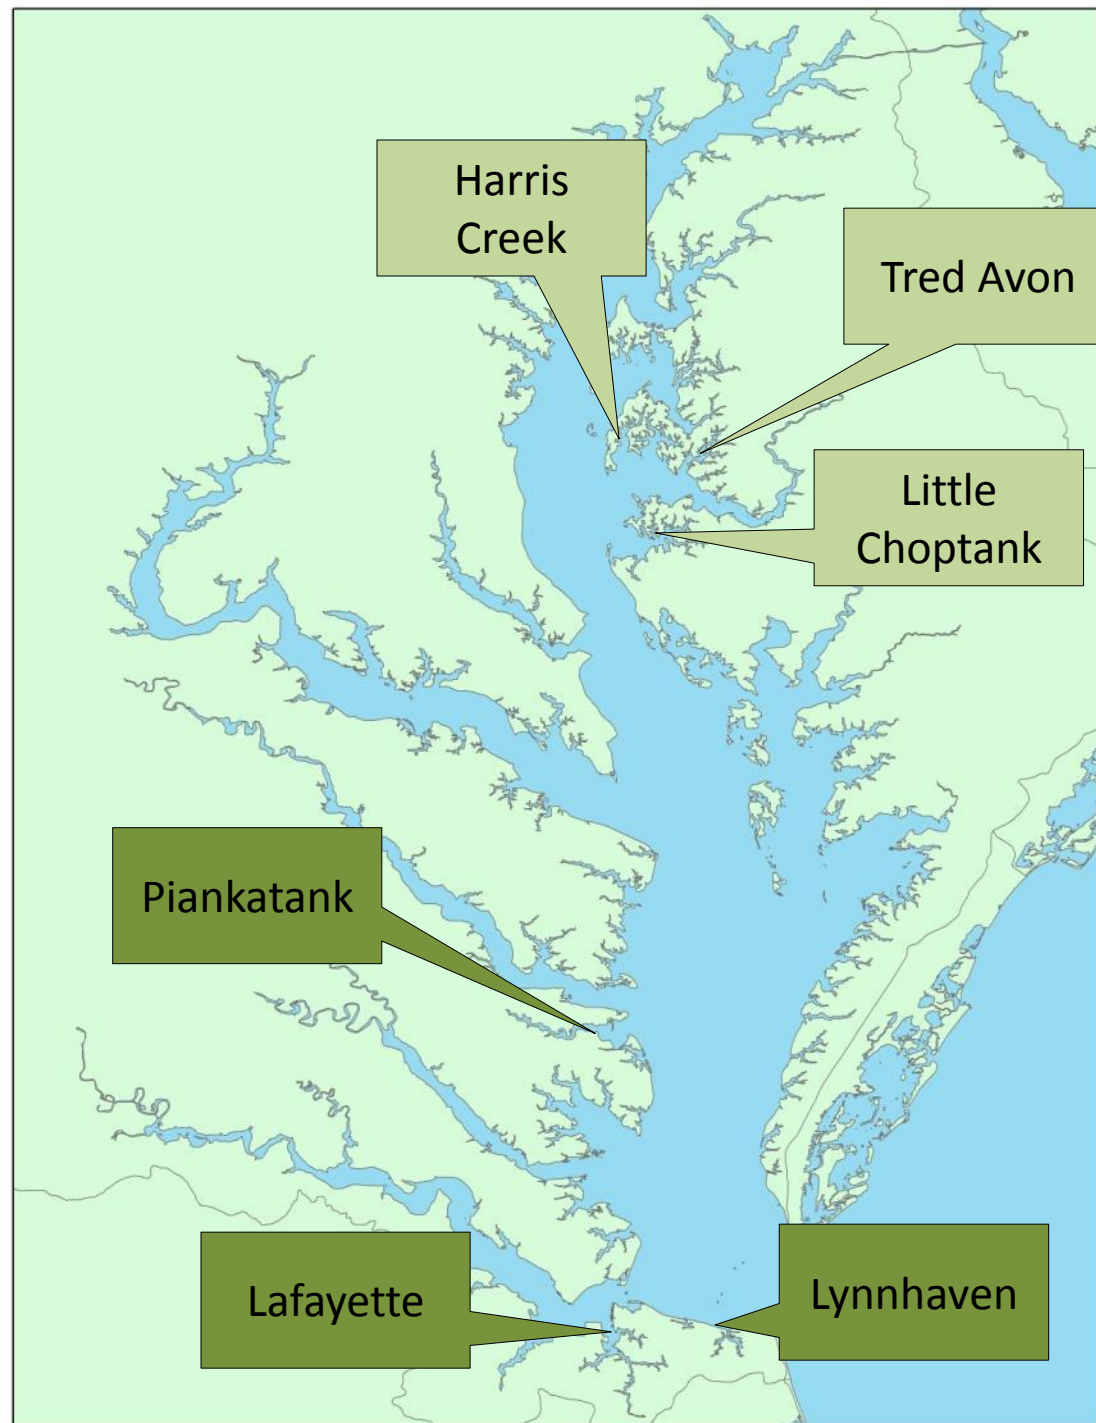 Harris
Creek
Tred Avon
Little
Choptank
Piankatank
Lafayette
Lynnhaven